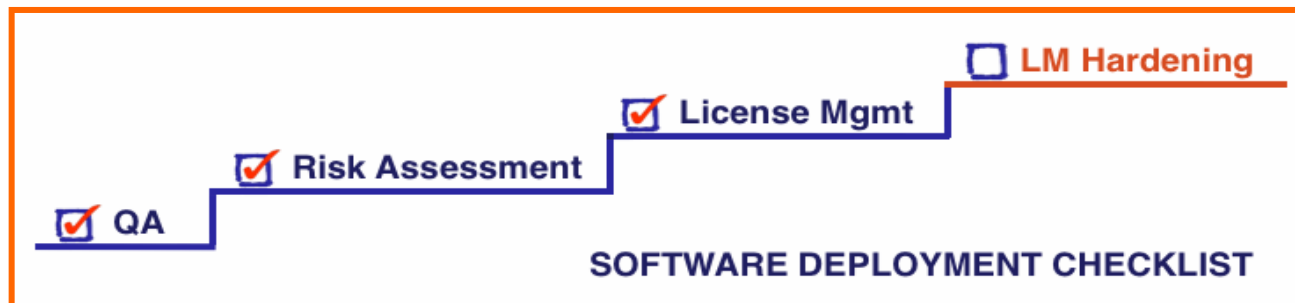 LM Hardening
License Mgmt
Risk Assessment
QA
SOFTWARE DEPLOYMENT CHECKLIST